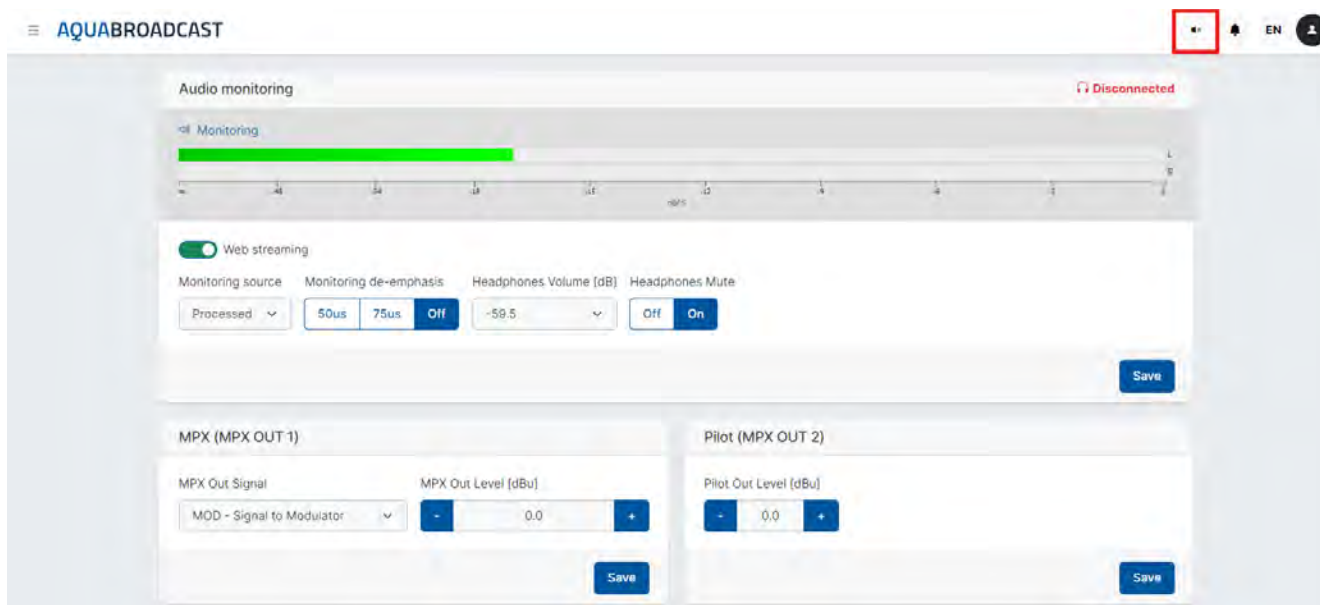 AQUABROADCAST
EN
Audio monitoring
Disconnected
Monitoring
L
-12
Web streaming
Monitoring source
Monitoring de-emphasis
Headphones Volume [dB]
Headphones Mute
Processed
50us
75us
Off
-59.5
Off
On
Save
MPX (MPX OUT 1)
Pilot (MPX OUT 2)
MPX Out Signal
MPX Out Level [dBu]
Pilot Out Level [dBu]
MOD - Signal to Modulator
-
0.0
+
-
0.0
+
Save
Save